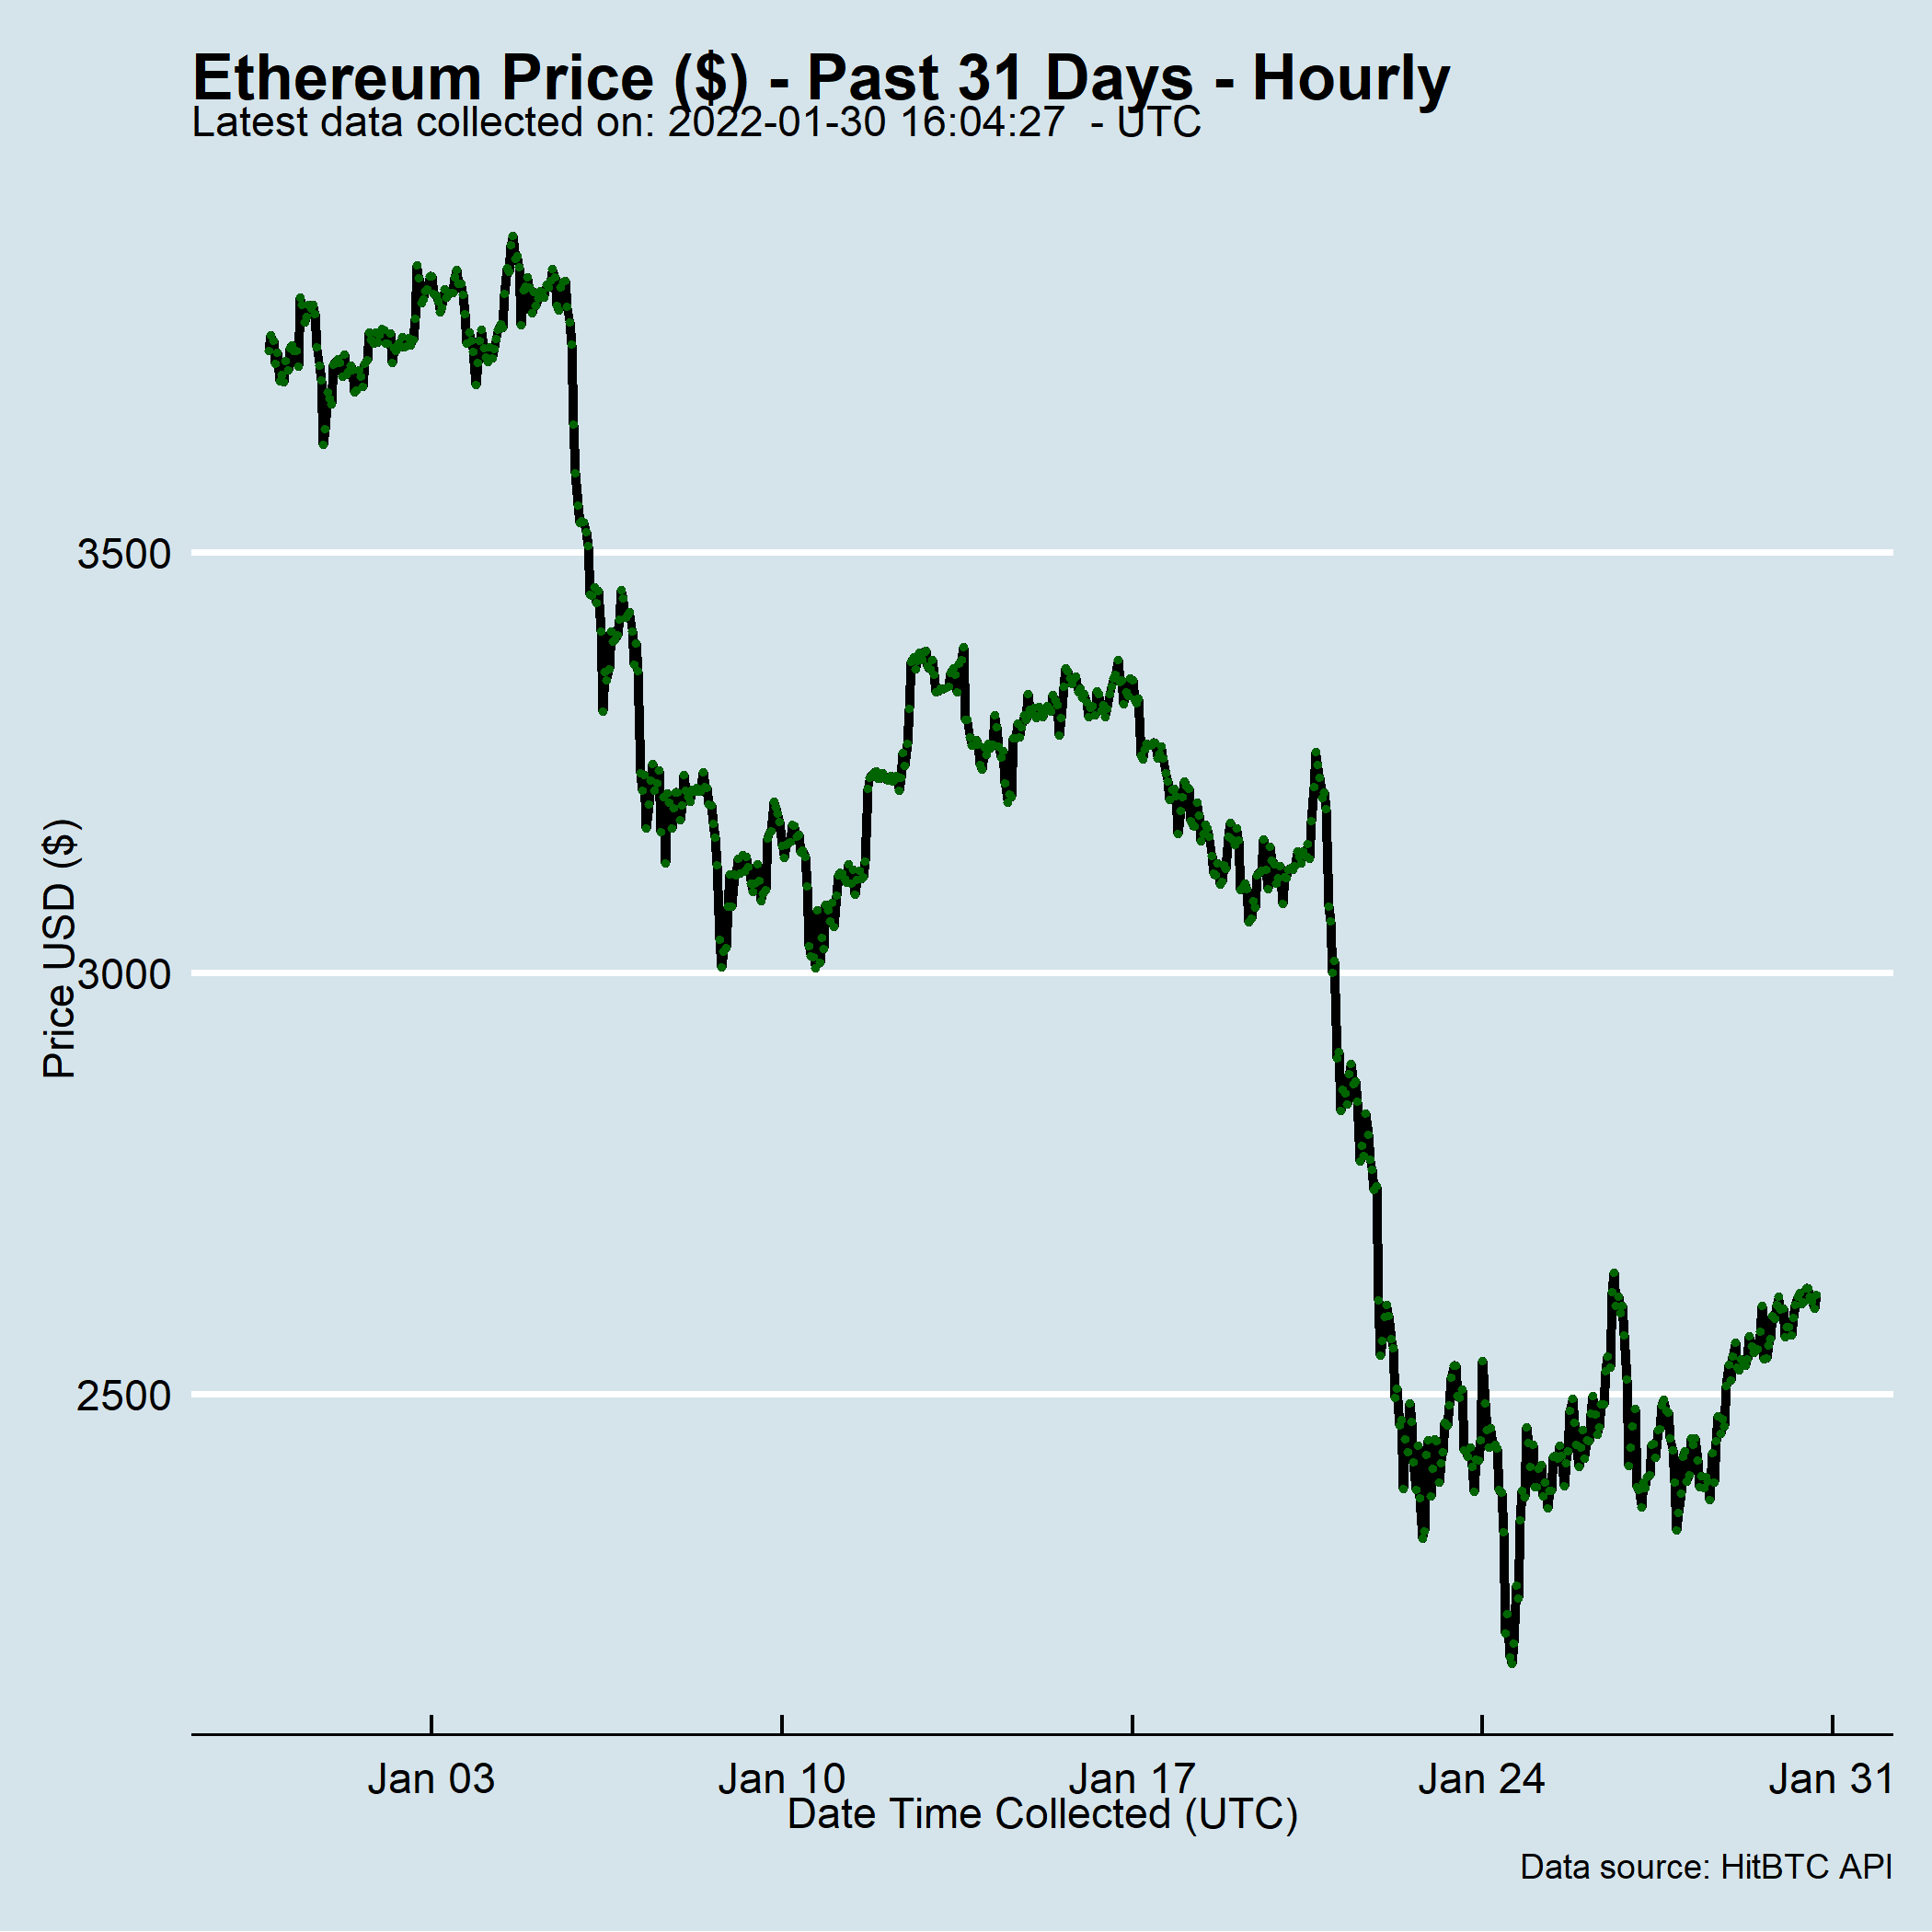 Ethereum Price ($) - Past 31 Days - Hourly
Latest data collected on: 2022-01-30 16:04:27  - UTC
3500
3000
2500
Price USD ($)
Jan 03
Jan 10
Jan 17
Jan 24
Jan 31
Date Time Collected (UTC)
Data source: HitBTC API